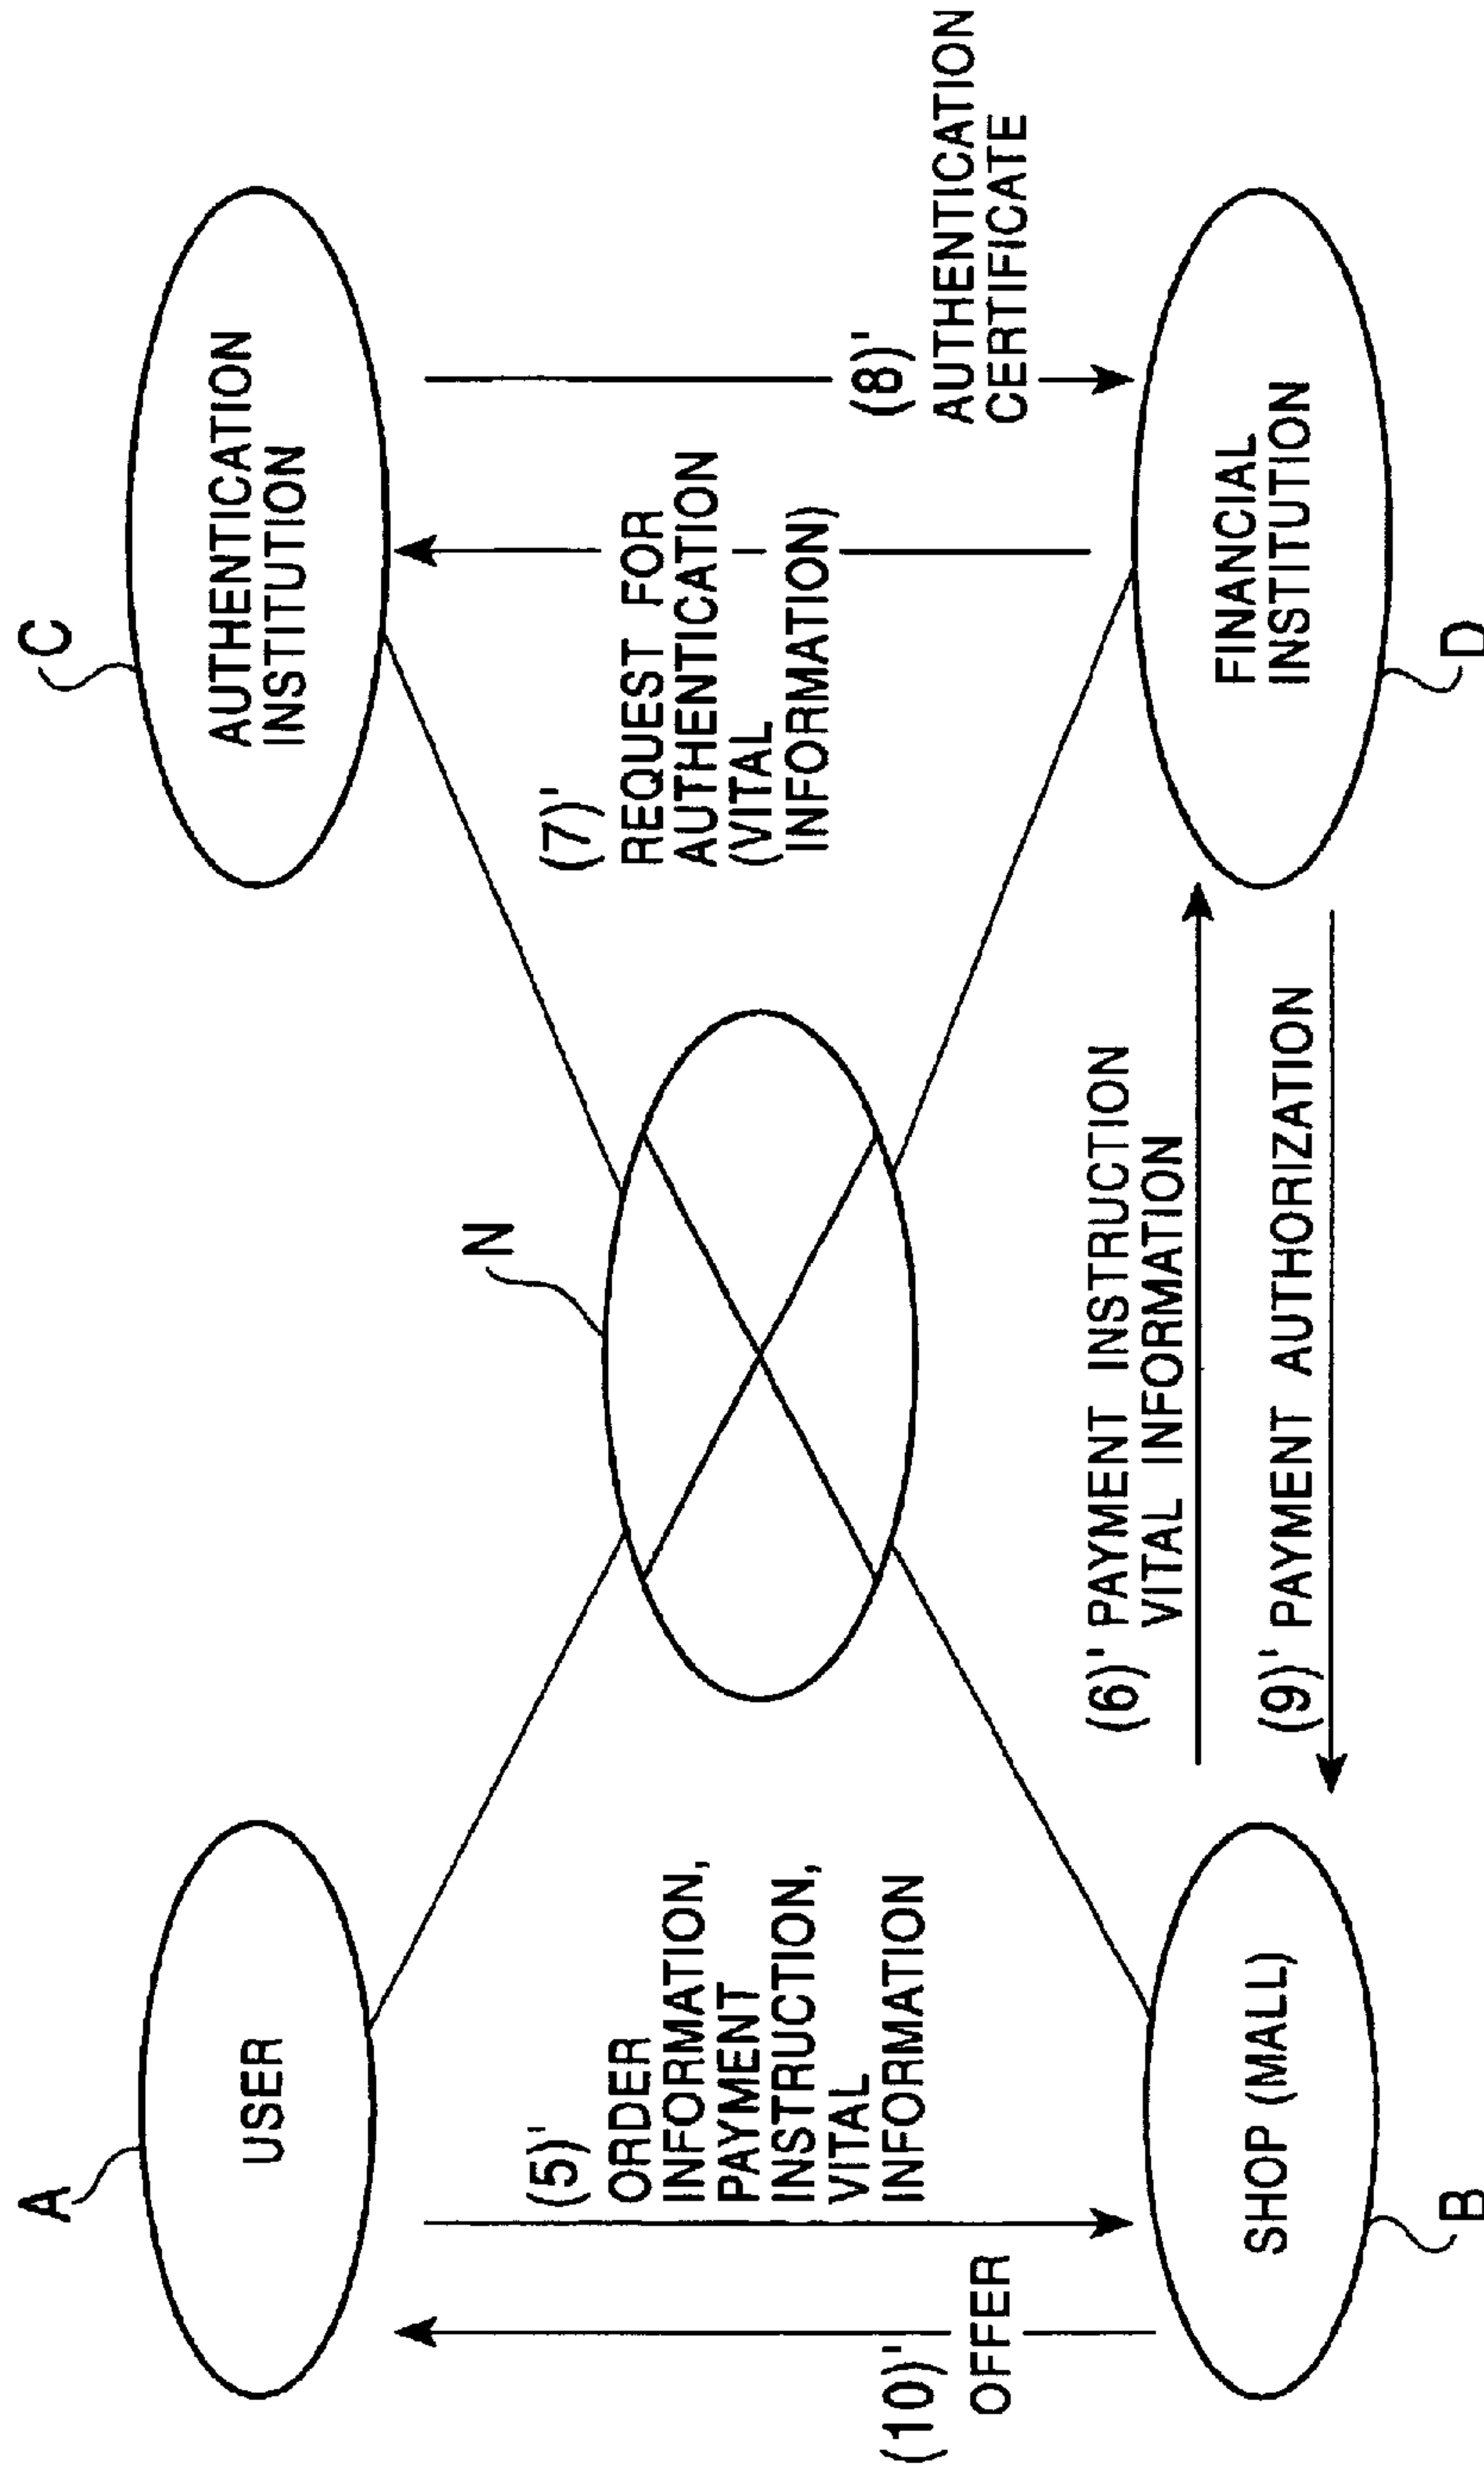 A
USER
C
AUTHENTICATION
INSTITUTION
N
(10)'
OFFER
(5)'
ORDER
INFORMATION,
PAYMENT
INSTRUCTION,
VITAL
INFORMATION
(7)'
REQUEST FOR
AUTHENTICATION
(VITAL
INFORMATION)
(8)'
AUTHENTICATION
CERTIFICATE
(6)' PAYMENT INSTRUCTION
VITAL INFORMATION
(9)' PAYMENT AUTHORIZATION
SHOP (MALL)
B
FINANCIAL
INSTITUTION
D